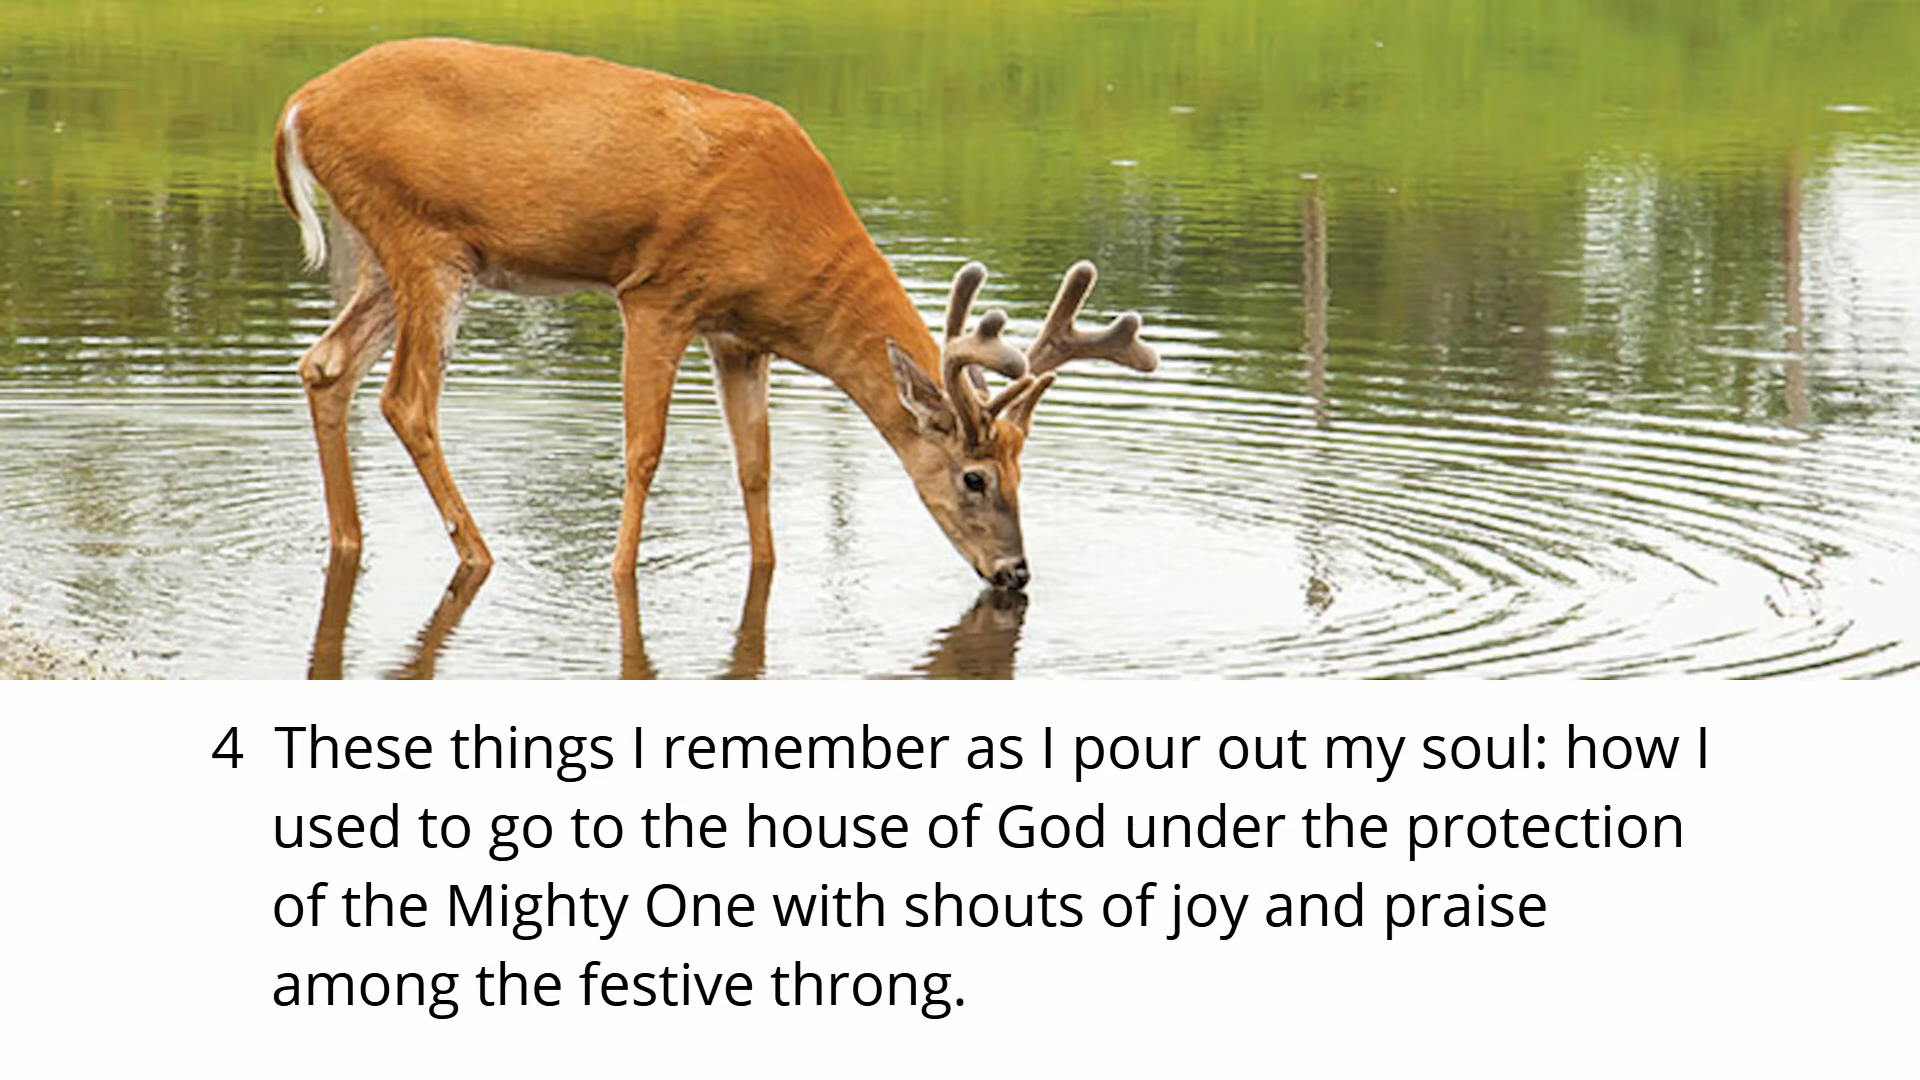 4 These things I remember as I pour out my soul: how I
used to go to the house of God under the protection
of the Mighty One with shouts of joy and praise
among the festive throng.